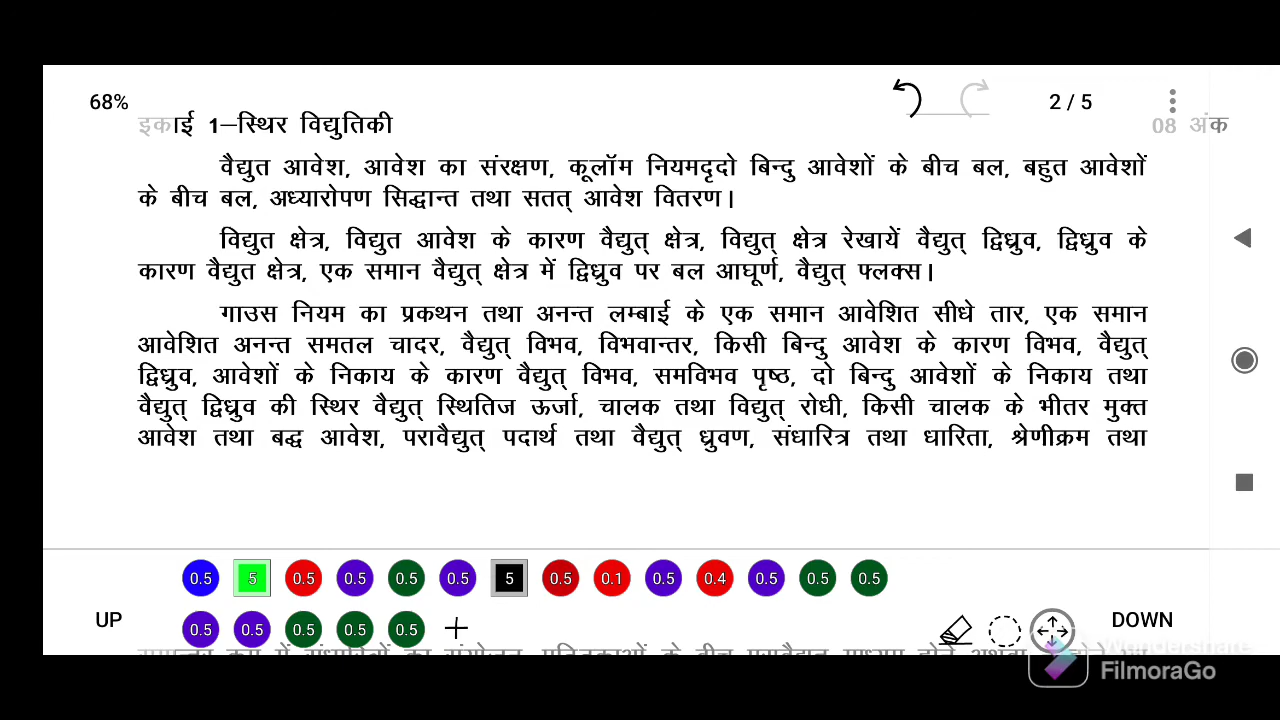 68%
2 / 5
इकाई 1–स्थिर विद्युतिकी
08 अंक
वैद्युत आवेश, आवेश का संरक्षण, कूलॉम नियमदृदो बिन्दु आवेशों के बीच बल, बहुत आवेशों
के बीच बल, अध्यारोपण सिद्धान्त तथा सतत् आवेश वितरण।
विद्युत क्षेत्र, विद्युत आवेश के कारण वैद्युत् क्षेत्र, विद्युत् क्षेत्र रेखायें वैद्युत् द्विध्रुव, द्विध्रुव के
कारण वैद्युत क्षेत्र, एक समान वैद्युत् क्षेत्र में द्विध्रुव पर बल आघूर्ण, वैद्युत् फ्लक्स।
गाउस नियम का प्रकथन तथा अनन्त लम्बाई के एक समान आवेशित सीधे तार, एक समान
आवेशित अनन्त समतल चादर, वैद्युत् विभव, विभवान्तर, किसी बिन्दु आवेश के कारण विभव, वैद्युत्
द्विध्रुव, आवेशों के निकाय के कारण वैद्युत् विभव, समविभव पृष्ठ, दो बिन्दु आवेशों के निकाय तथा
वैद्युत् द्विध्रुव की स्थिर वैद्युत् स्थितिज ऊर्जा, चालक तथा विद्युत् रोधी, किसी चालक के भीतर मुक्त
आवेश तथा बद्ध आवेश, परावैद्युत् पदार्थ तथा वैद्युत् ध्रुवण, संधारित्र तथा धारिता, श्रेणीक्रम तथा
0.5 5 0.5 0.5 0.5 0.5 5 0.5 0.1 0.5 0.4 0.5 0.5 0.5
UP
0.5 0.5 0.5 0.5 0.5 +
DOWN
Wondershare
FilmoraGo